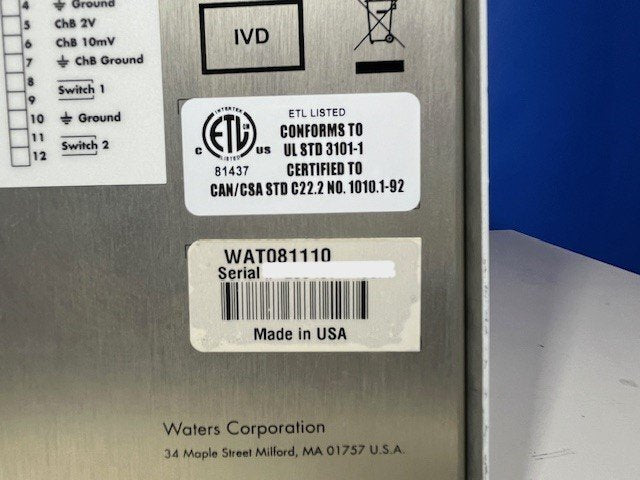 4 ⏚ Ground
5 ChB 2V
6 ChB 10mV
7 ⏚ ChB Ground
8
Switch 1
9
10 ⏚ Ground
11
Switch 2
12
IVD
INTERTEK
ETL CM
LISTED
C US
81437
ETL LISTED
CONFORMS TO
UL STD 3101-1
CERTIFIED TO
CAN/CSA STD C22.2 NO. 1010.1-92
WAT081110
Serial
Made in USA
Waters Corporation
34 Maple Street Milford, MA 01757 U.S.A.